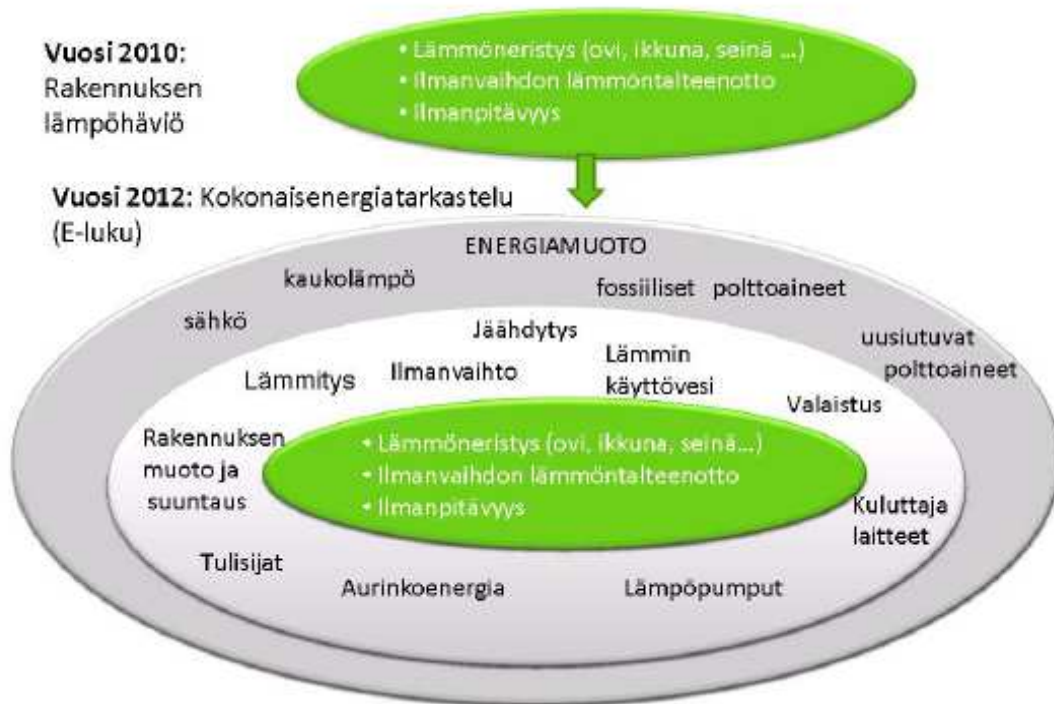 Vuosi 2010:
Rakennuksen
lämpöhäviö
• Lämmöneristys (ovi, ikkuna, seinä ...)
• Ilmanvaihdon lämmöntalteenotto
• Ilmanpitävyys
Vuosi 2012: Kokonaisenergiatarkastelu
(E-luku)
ENERGIAMUOTO
kaukolämpö
fossiiliset polttoaineet
sähkö
uusiutuvat
polttoaineet
Jäähdytys
Lämmitys
Ilmanvaihto
Lämmin
käyttövesi
Valaistus
Rakennuksen
muoto ja
suuntaus
• Lämmöneristys (ovi, ikkuna, seinä...)
• Ilmanvaihdon lämmöntalteenotto
• Ilmanpitävyys
Kuluttaja
laitteet
Tulisijat
Aurinkoenergia
Lämpöpumput